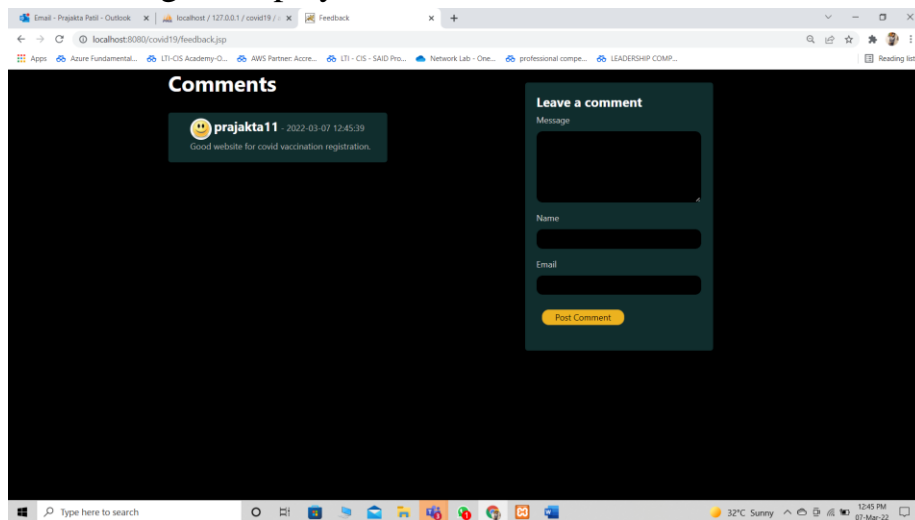 Email - Prajakta Patil - Outlook
localhost / 127.0.0.1 / covid19 /
Feedback
localhost:8080/covid19/feedback.jsp
Apps
Azure Fundamental...
LTI-CIS Academy-O...
AWS Partner: Accre...
LTI - CIS - SAID Pro...
Network Lab - One...
professional compe...
LEADERSHIP COMP...
Reading list
Comments
prajakta11 - 2022-03-07 12:45:39
Good website for covid vaccination registration.
Leave a comment
Message
Name
Email
Post Comment
Type here to search
32°C Sunny
12:45 PM
07-Mar-22